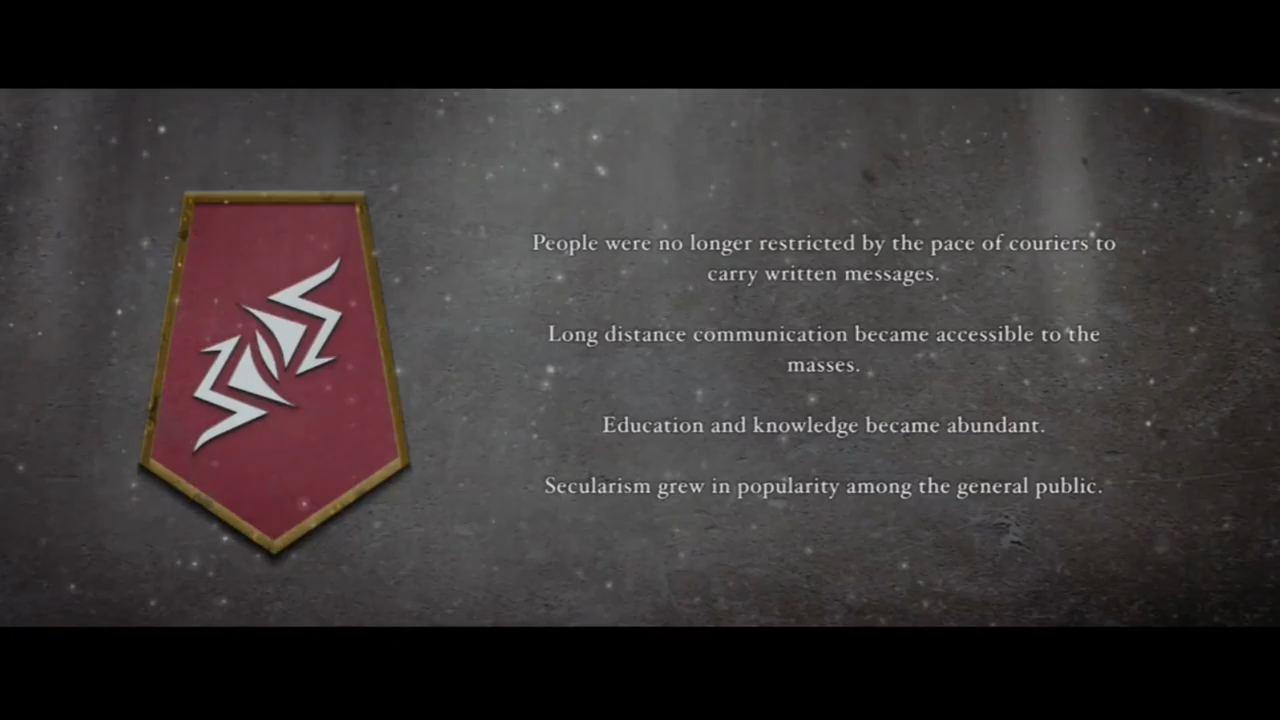 People were no longer restricted by the pace of couriers to
carry written messages.
Long distance communication became accessible to the
masses.
Education and knowledge became abundant.
Secularism grew in popularity among the general public.